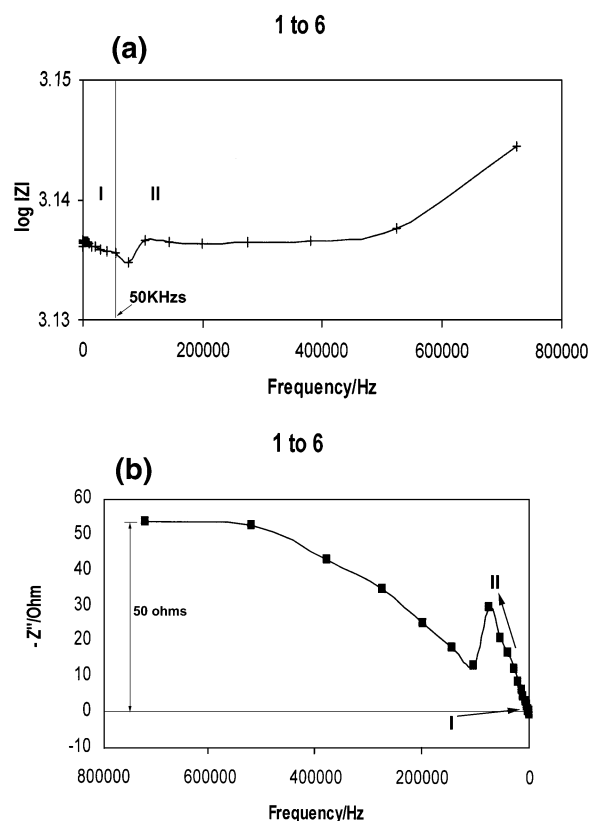 1 to 6
(a)
3.15
3.14
3.13
log IZI
I II
50KHzs
0 200000 400000 600000 800000
Frequency/Hz
1 to 6
(b)
60
50
40
30
20
10
0
-10
- Z"/Ohm
50 ohms
II
I
800000 600000 400000 200000 0
Frequency/Hz